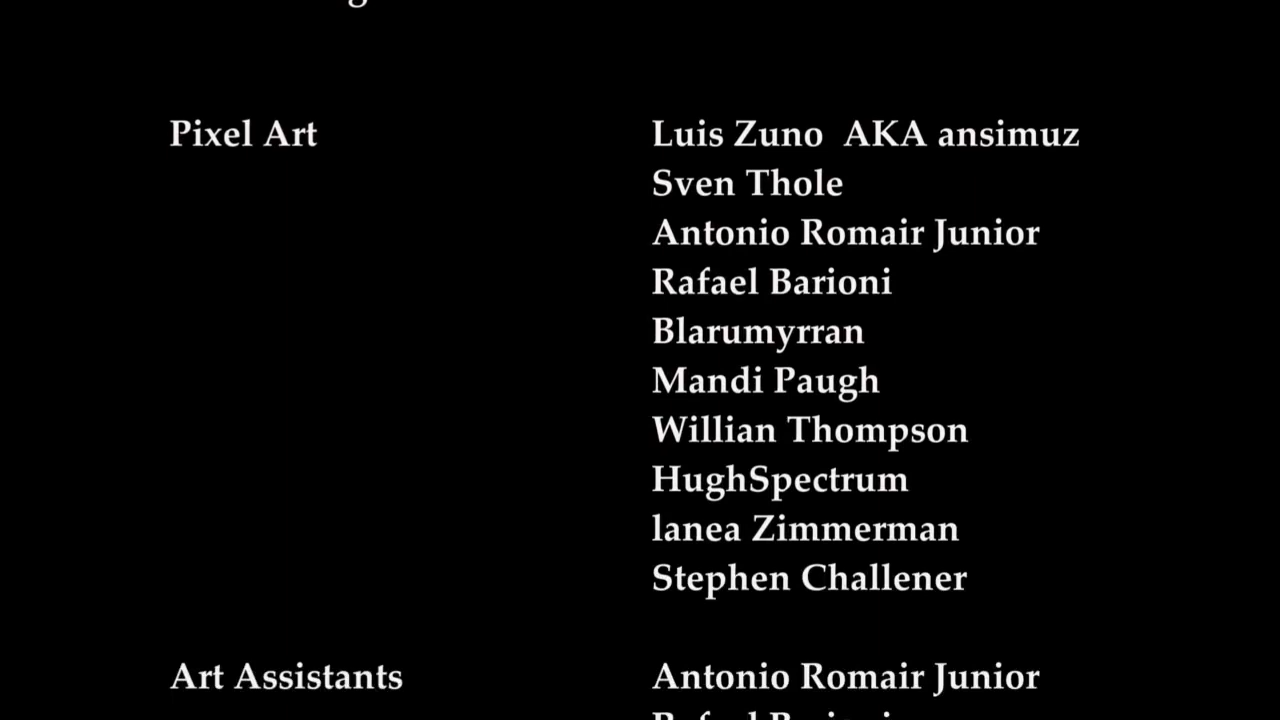 Pixel Art Luis Zuno AKA ansimuz
Sven Thole
Antonio Romair Junior
Rafael Barioni
Blarumyrran
Mandi Paugh
Willian Thompson
HughSpectrum
lanea Zimmerman
Stephen Challener
Art Assistants Antonio Romair Junior